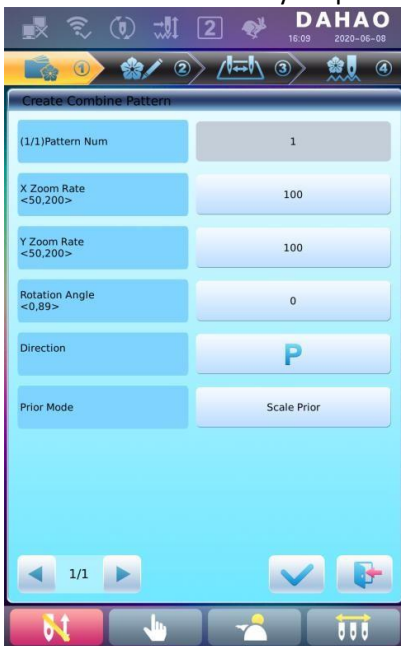 DAHAO
2
16:09 2020-06-08
1 2 3 4
Create Combine Pattern
(1/1)Pattern Num
1
X Zoom Rate
<50,200>
100
Y Zoom Rate
<50,200>
100
Rotation Angle
<0,89>
0
Direction
P
Prior Mode
Scale Prior
1/1